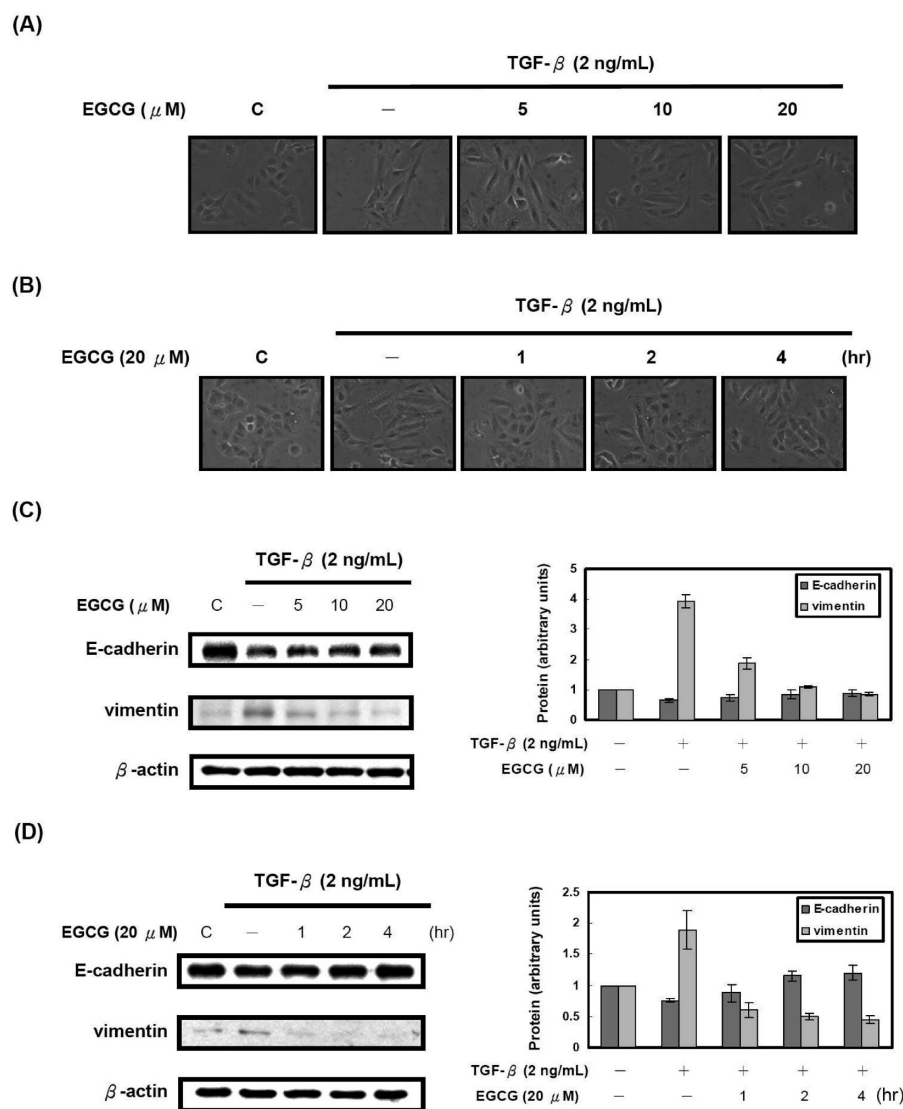 (A)
TGF-β (2 ng/mL)
EGCG (μM) C — 5 10 20
(B)
TGF-β (2 ng/mL)
EGCG (20 μM) C — 1 2 4 (hr)
(C)
TGF-β (2 ng/mL)
EGCG (μM) C — 5 10 20
E-cadherin
vimentin
β-actin
Protein (arbitrary units)
5
4
3
2
1
0
E-cadherin
vimentin
TGF-β (2 ng/mL) — + + + +
EGCG (μM) — — 5 10 20
(D)
TGF-β (2 ng/mL)
EGCG (20 μM) C — 1 2 4 (hr)
E-cadherin
vimentin
β-actin
Protein (arbitrary units)
2.5
2
1.5
1
0.5
0
E-cadherin
vimentin
TGF-β (2 ng/mL) — + + + +
EGCG (20 μM) — — 1 2 4 (hr)